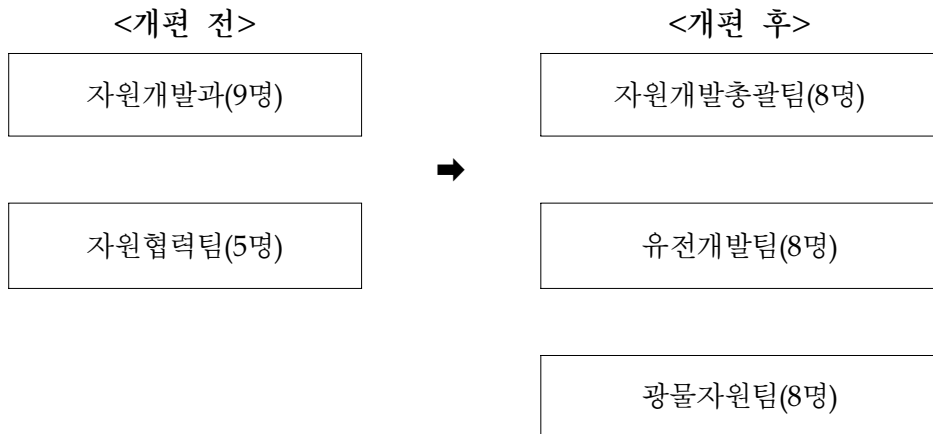 <개편 전>
<개편 후>
자원개발과(9명)
자원개발총괄팀(8명)
➡
자원협력팀(5명)
유전개발팀(8명)
광물자원팀(8명)